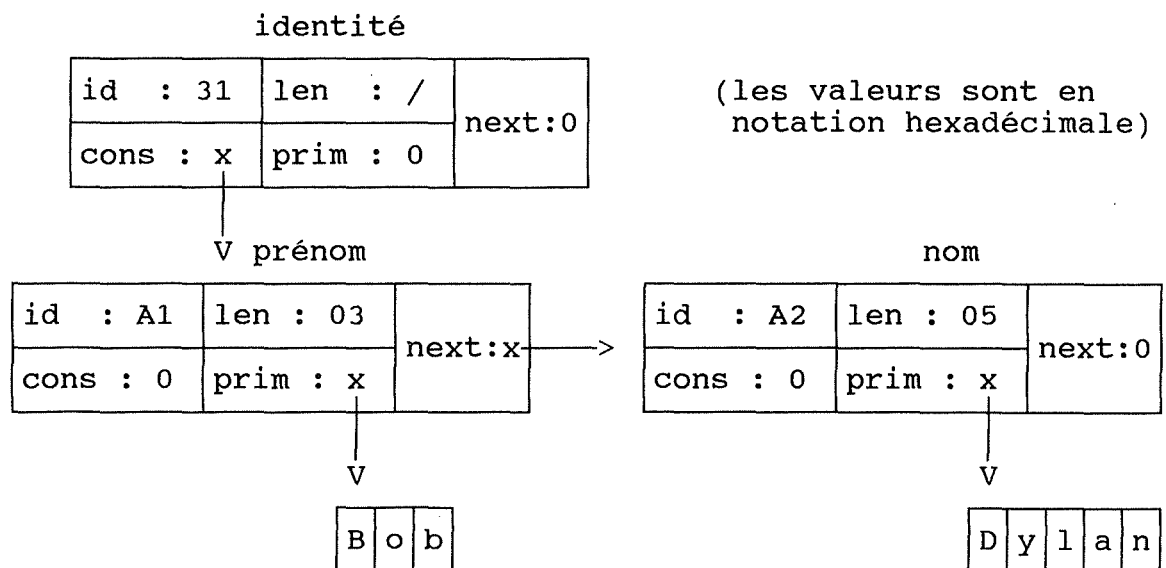 identité
id : 31 len : / next:0
cons : x prim : 0
(les valeurs sont en
notation hexadécimale)
V prénom
id : A1 len : 03 next:x >
cons : 0 prim : x
V
B o b
nom
id : A2 len : 05 next:0
cons : 0 prim : x
V
D y l a n